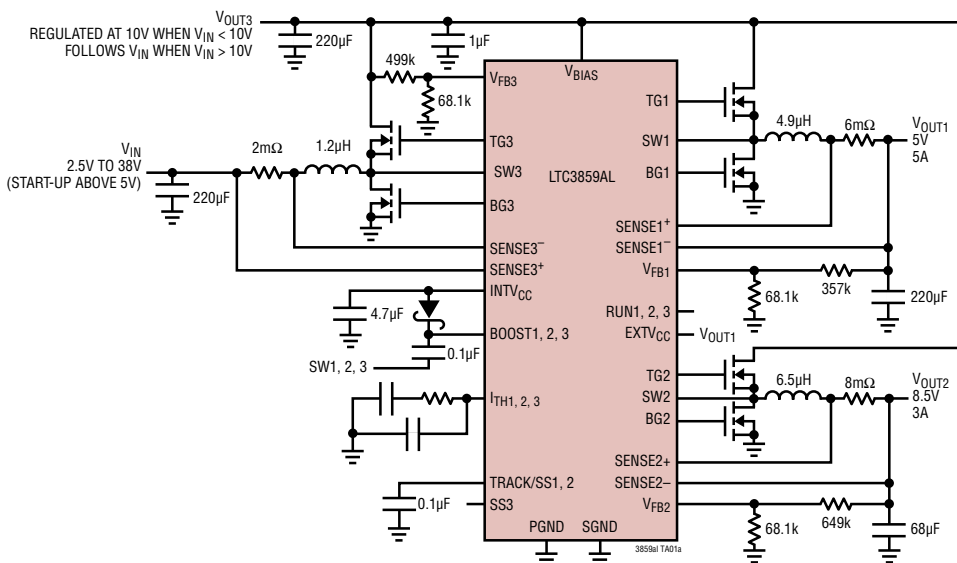 VOUT3
REGULATED AT 10V WHEN VIN < 10V
FOLLOWS VIN WHEN VIN > 10V
220µF
1µF
499k
68.1k
VFB3
VBIAS
TG1
4.9µH
6mΩ
VOUT1
5V
5A
TG3
SW1
VIN
2.5V TO 38V
(START-UP ABOVE 5V)
2mΩ
1.2µH
SW3
LTC3859AL
BG1
220µF
BG3
SENSE1+
SENSE3–
SENSE1–
SENSE3+
VFB1
357k
68.1k
220µF
INTVCC
4.7µF
RUN1, 2, 3
BOOST1, 2, 3
EXTVCC
VOUT1
0.1µF
SW1, 2, 3
TG2
6.5µH
8mΩ
VOUT2
8.5V
3A
ITH1, 2, 3
SW2
BG2
SENSE2+
TRACK/SS1, 2
SENSE2–
0.1µF
SS3
VFB2
649k
68.1k
68µF
PGND
SGND
3859al TA01a